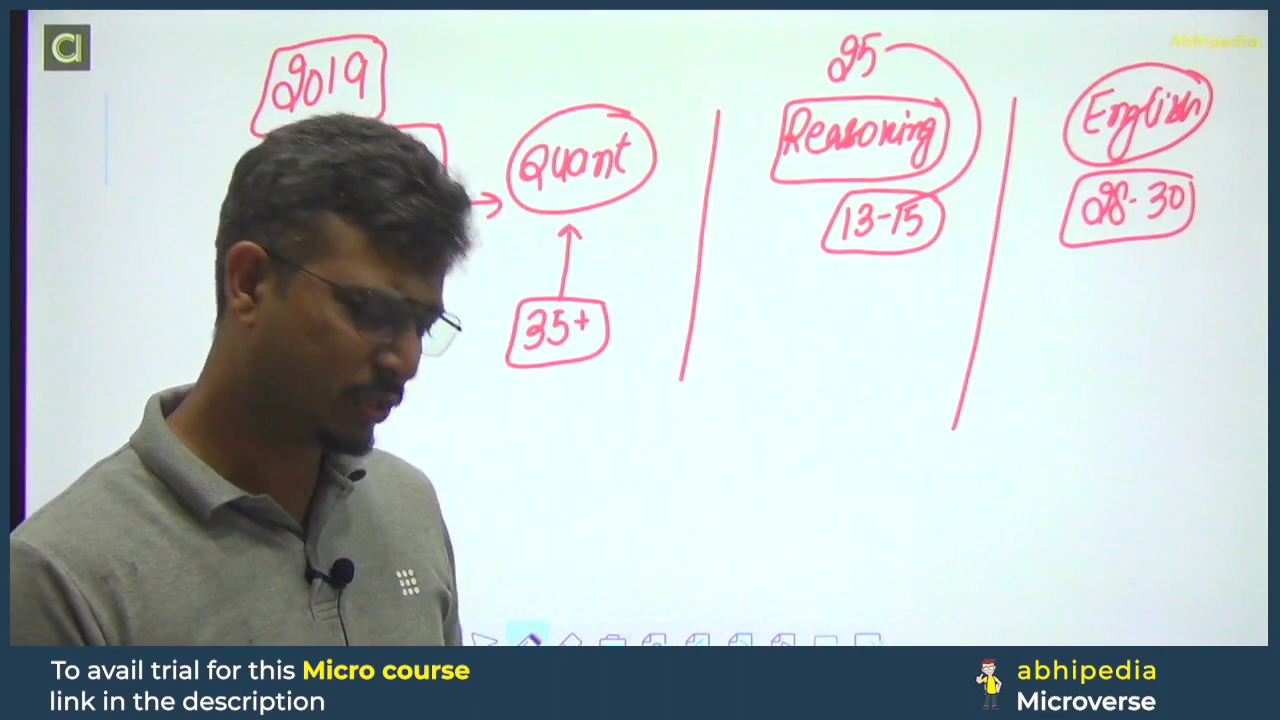 CI
Abhipedia
2019
Quant
35+
25
Reasoning
13-15
English
28-30
To avail trial for this Micro course
link in the description
abhipedia
Microverse